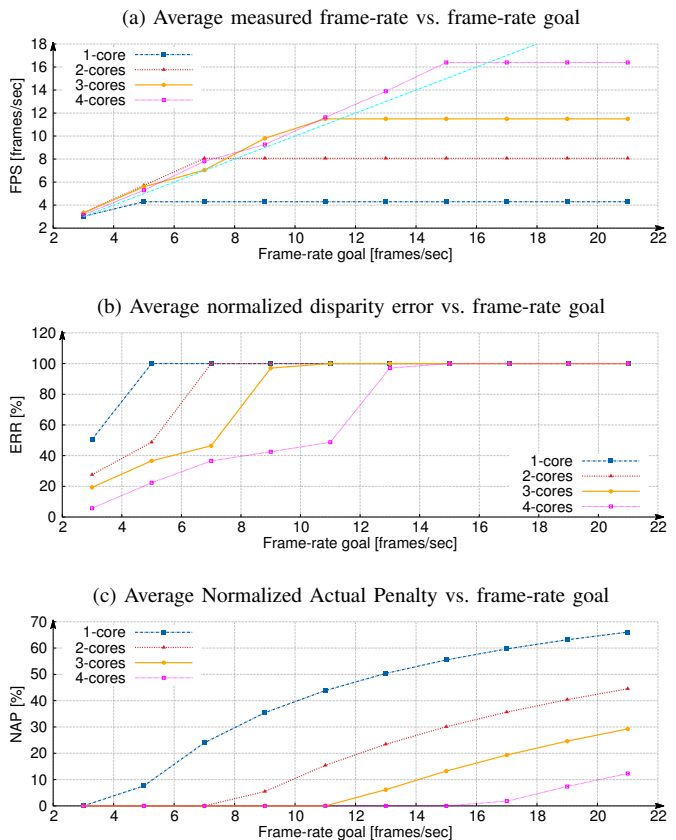 (a) Average measured frame-rate vs. frame-rate goal
18
16
14
12
10
8
6
4
2
FPS [frames/sec]
1-core
2-cores
3-cores
4-cores
2 4 6 8 10 12 14 16 18 20 22
Frame-rate goal [frames/sec]
(b) Average normalized disparity error vs. frame-rate goal
120
100
80
60
40
20
0
ERR [%]
1-core
2-cores
3-cores
4-cores
2 4 6 8 10 12 14 16 18 20 22
Frame-rate goal [frames/sec]
(c) Average Normalized Actual Penalty vs. frame-rate goal
70
60
50
40
30
20
10
0
NAP [%]
1-core
2-cores
3-cores
4-cores
2 4 6 8 10 12 14 16 18 20 22
Frame-rate goal [frames/sec]